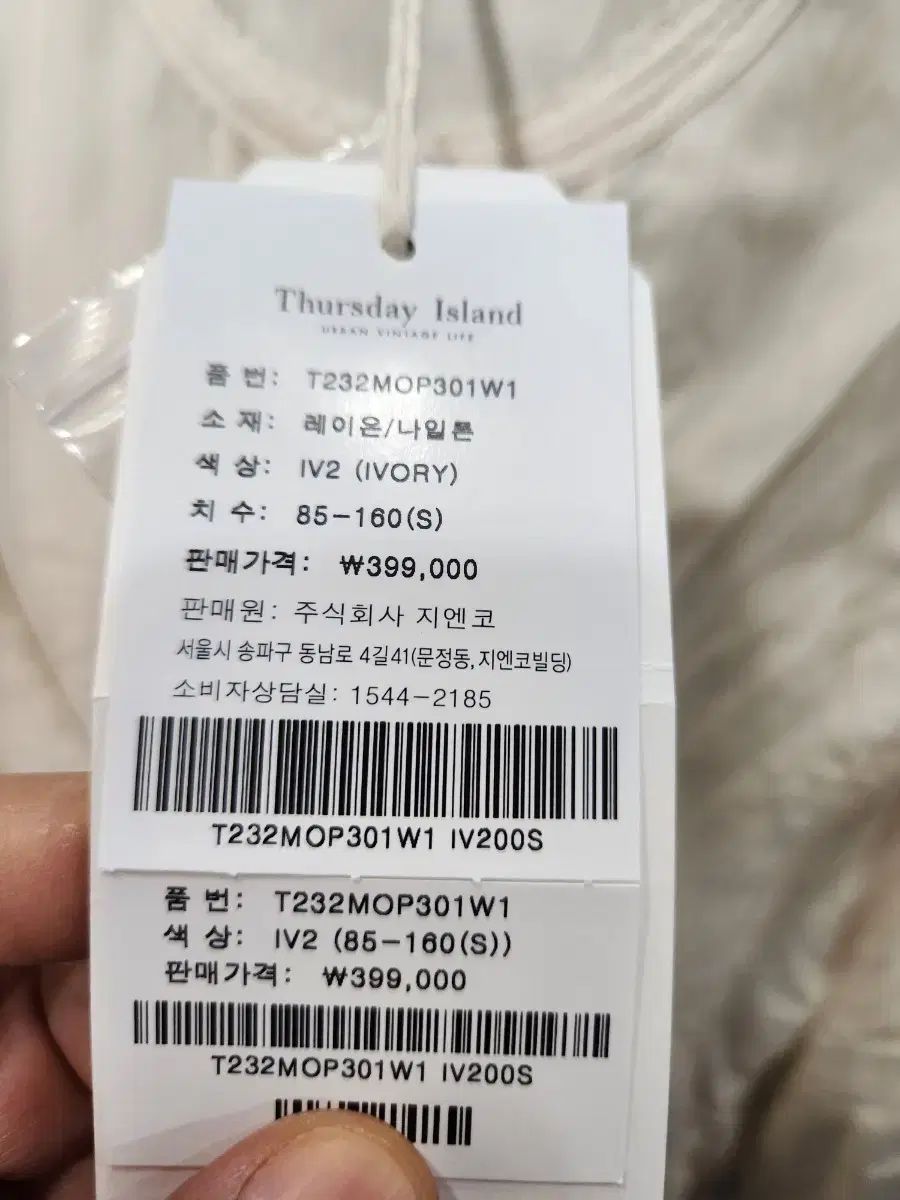 Thursday Island
URBAN VINTAGE LIFE
품 번: T232MOP301W1
소 재: 레이온/나일론
색 상: IV2 (IVORY)
치 수: 85-160(S)
판매가격: ₩399,000
판매원: 주식회사 지엔코
서울시 송파구 동남로 4길41(문정동,지엔코빌딩)
소비자상담실: 1544-2185
T232MOP301W1 IV200S
품 번: T232MOP301W1
색 상: IV2 (85-160(S))
판매가격: ₩399,000
T232MOP301W1 IV200S